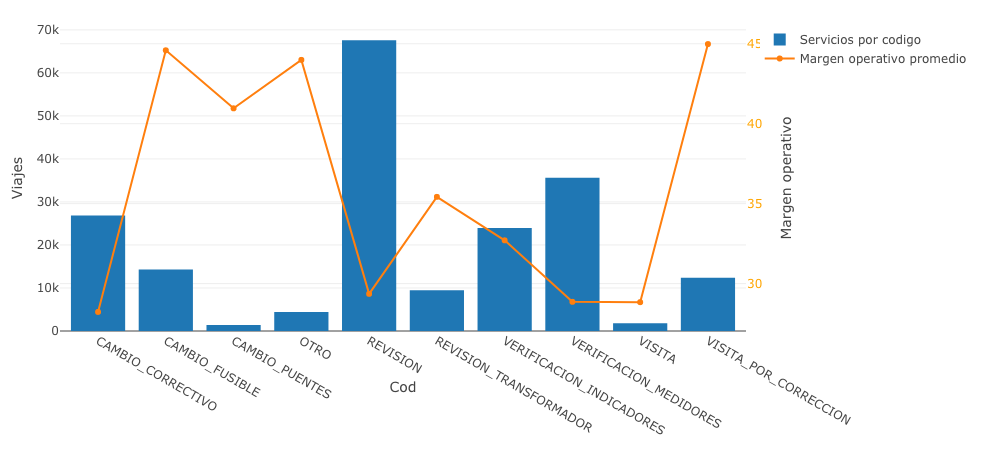 70k
60k
50k
40k
30k
20k
10k
0
Viajes
45
40
35
30
Margen operativo
Servicios por codigo
Margen operativo promedio
CAMBIO_CORRECTIVO
CAMBIO_FUSIBLE
CAMBIO_PUENTES
OTRO
REVISION
REVISION_TRANSFORMADOR
VERIFICACION_INDICADORES
VERIFICACION_MEDIDORES
VISITA
VISITA_POR_CORRECCION
Cod